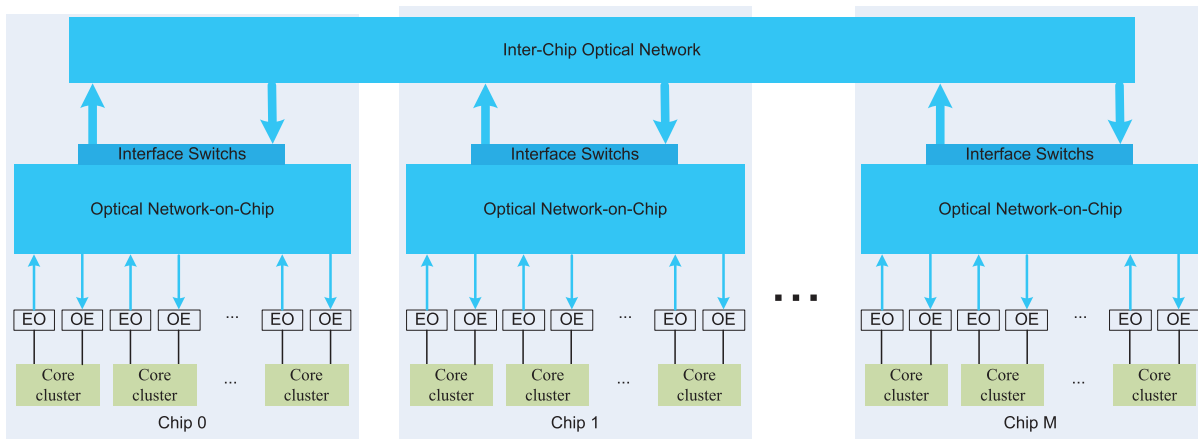 Inter-Chip Optical Network
Interface Switchs Interface Switchs Interface Switchs
Optical Network-on-Chip Optical Network-on-Chip Optical Network-on-Chip
...
EO OE EO OE ... EO OE EO OE EO OE ... EO OE EO OE EO OE ... EO OE
Core cluster Core cluster ... Core cluster Core cluster Core cluster ... Core cluster Core cluster Core cluster ... Core cluster
Chip 0 Chip 1 Chip M